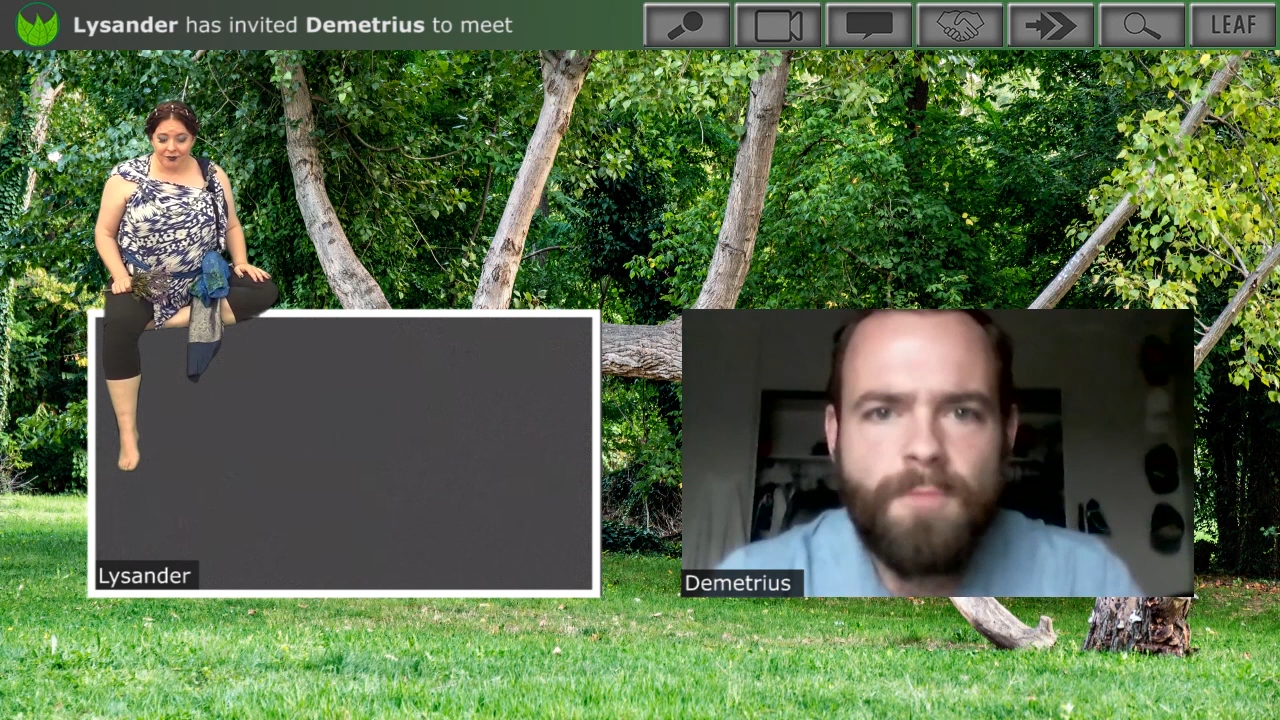 Lysander has invited Demetrius to meet
LEAF
Lysander
Demetrius